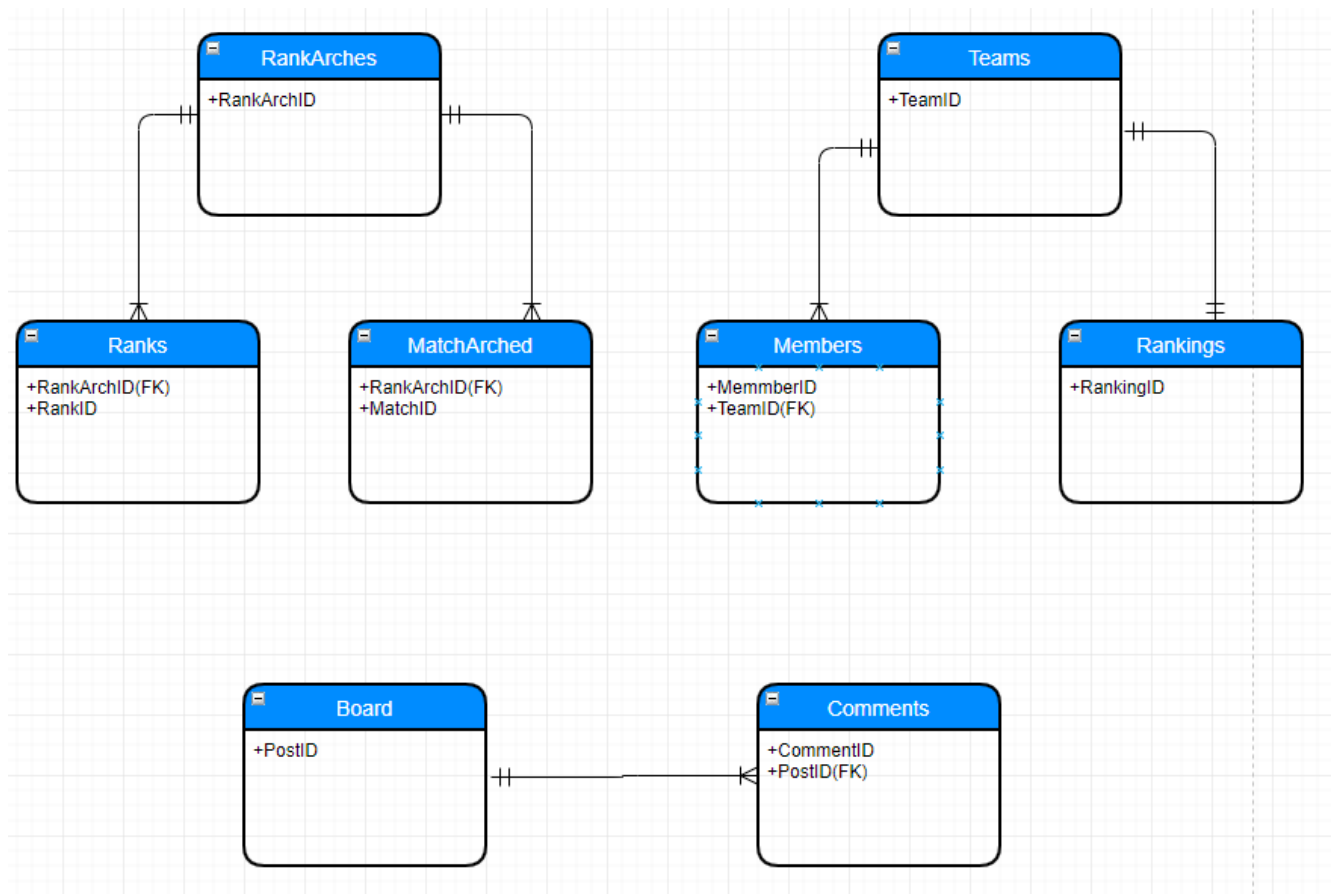 RankArches
+RankArchID
Teams
+TeamID
Ranks
+RankArchID(FK)
+RankID
MatchArched
+RankArchID(FK)
+MatchID
Members
+MemmberID
+TeamID(FK)
Rankings
+RankingID
Board
+PostID
Comments
+CommentID
+PostID(FK)